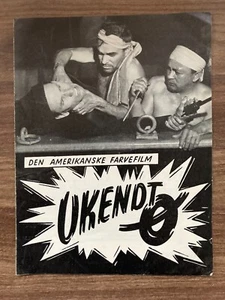 DEN AMERIKANSKE FARVEFILM
UKENDT
Ø